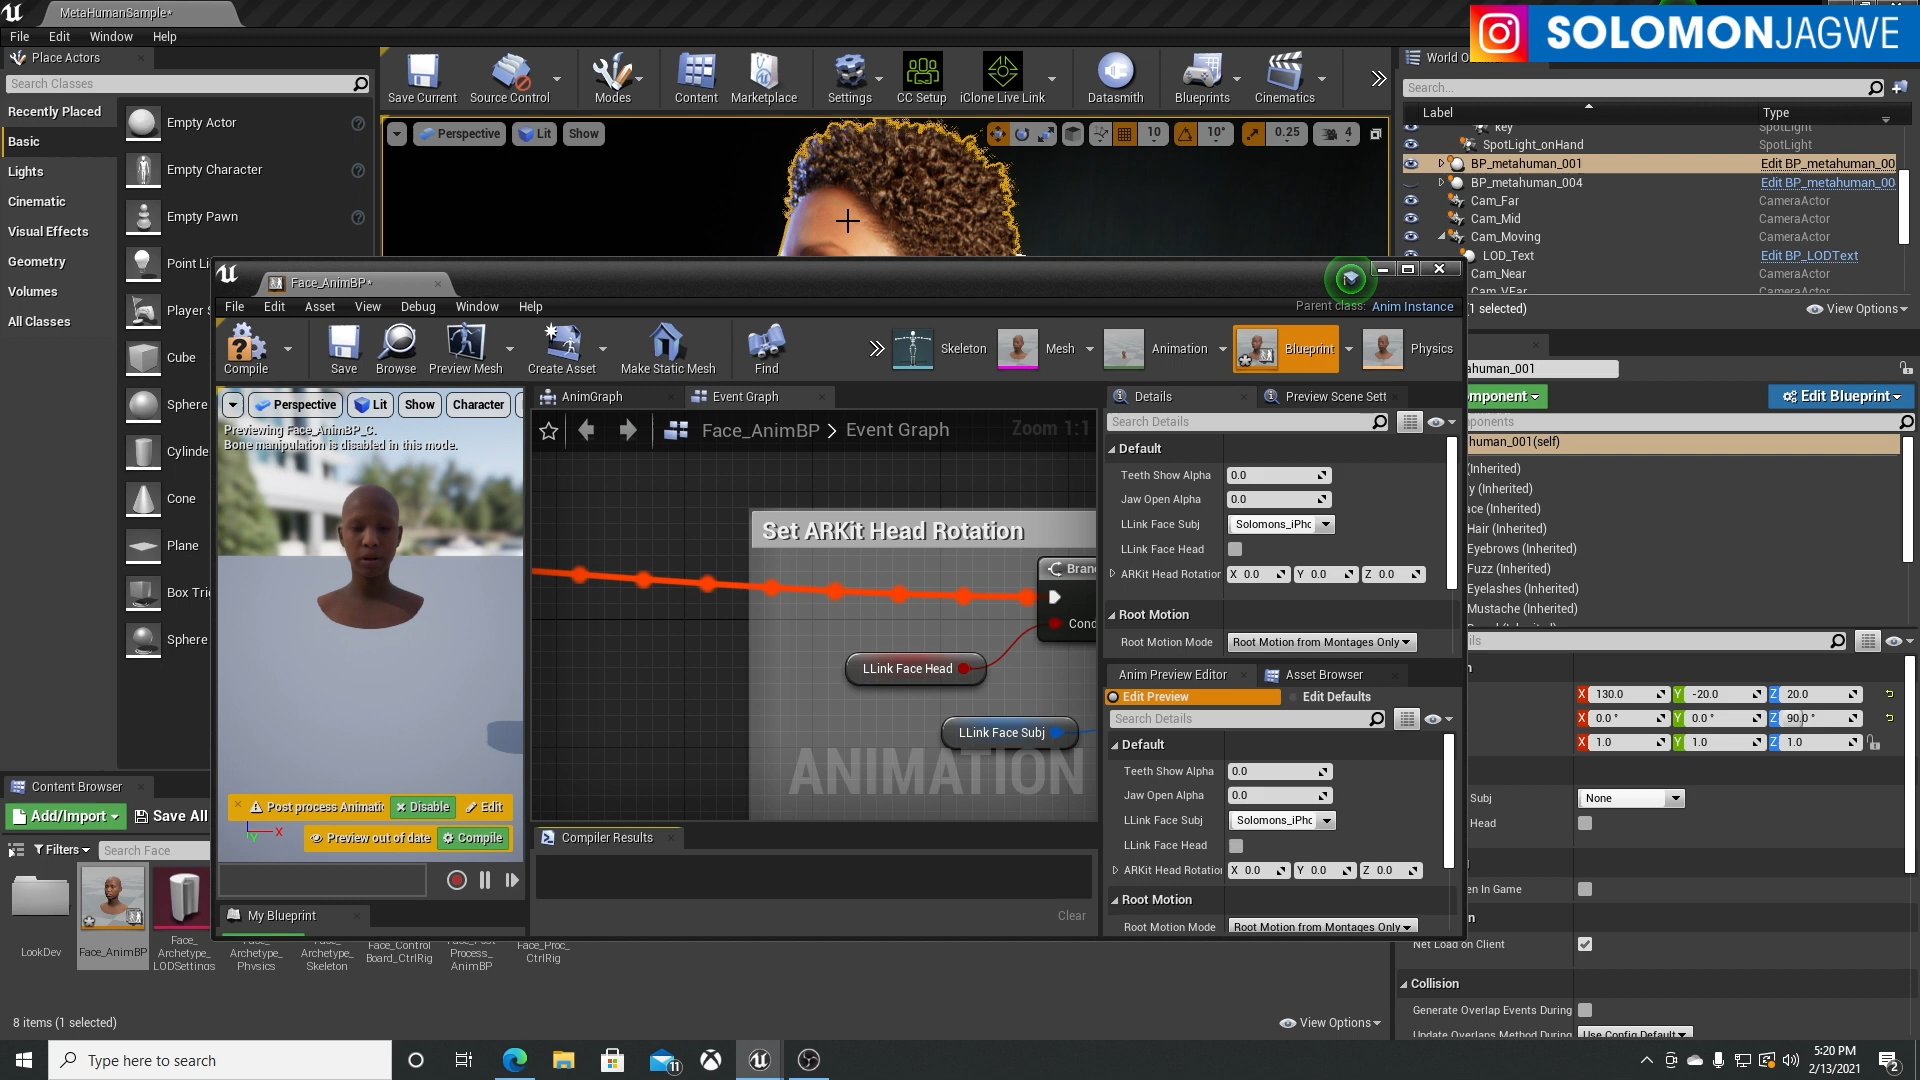 MetaHumanSample*
SOLOMONJAGWE
File Edit Window Help
Place Actors
Search Classes
Recently Placed
Basic
Lights
Cinematic
Visual Effects
Geometry
Volumes
All Classes
Empty Actor
Empty Character
Empty Pawn
Point Li
Player S
Cube
Sphere
Cylinde
Cone
Plane
Box Tri
Sphere
Save Current Source Control Modes Content Marketplace Settings CC Setup iClone Live Link Datasmith Blueprints Cinematics
Perspective Lit Show 10 10° 0.25 4
World O
Search...
Label Type
key SpotLight
SpotLight_onHand SpotLight
BP_metahuman_001 Edit BP_metahuman_00
BP_metahuman_004 Edit BP_metahuman_00
Cam_Far CameraActor
Cam_Mid CameraActor
Cam_Moving CameraActor
LOD_Text Edit BP_LODText
Cam_Near CameraActor
Cam_VFar CameraActor
(1 selected) View Options
Face_AnimBP*
File Edit Asset View Debug Window Help
Parent class: Anim Instance
Compile Save Browse Preview Mesh Create Asset Make Static Mesh Find
Skeleton Mesh Animation Blueprint Physics
Perspective Lit Show Character
Previewing Face_AnimBP_C.
Bone manipulation is disabled in this mode.
Post process Animatic Disable Edit
Preview out of date Compile
X
My Blueprint
AnimGraph Event Graph
Face_AnimBP > Event Graph Zoom 1:1
Set ARKit Head Rotation
Branc
Cond
LLink Face Head
LLink Face Subj
ANIMATION
Compiler Results
Clear
Details Preview Scene Sett
Search Details
Default
Teeth Show Alpha 0.0
Jaw Open Alpha 0.0
LLink Face Subj Solomons_iPho
LLink Face Head
ARKit Head Rotation X 0.0 Y 0.0 Z 0.0
Root Motion
Root Motion Mode Root Motion from Montages Only
Anim Preview Editor Asset Browser
Edit Preview Edit Defaults
Search Details
Default
Teeth Show Alpha 0.0
Jaw Open Alpha 0.0
LLink Face Subj Solomons_iPho
LLink Face Head
ARKit Head Rotatio X 0.0 Y 0.0 Z 0.0
Root Motion
Root Motion Mode Root Motion from Montages Only
ahuman_001
mponent Edit Blueprint
ponents
human_001(self)
(Inherited)
y (Inherited)
ace (Inherited)
Hair (Inherited)
Eyebrows (Inherited)
Fuzz (Inherited)
Eyelashes (Inherited)
Mustache (Inherited)
ils
n
X 130.0 Y -20.0 Z 20.0
X 0.0 ° Y 0.0 ° Z 90.0 °
X 1.0 Y 1.0 Z 1.0
Subj None
Head
en In Game
n
Net Load on Client
Collision
Generate Overlap Events During
Update Overlaps Method During Use Config Default
Content Browser
Add/Import Save All
Filters Search Face
LookDev
Face_AnimBP
Face_Archetype_LODSettings
Face_Archetype_Physics
Face_Archetype_Skeleton
Face_Control Board_CtrlRig
Face_Post Process_AnimBP
Face_Proc_CtrlRig
8 items (1 selected) View Options
Type here to search
11
5:20 PM
2/13/2021
2